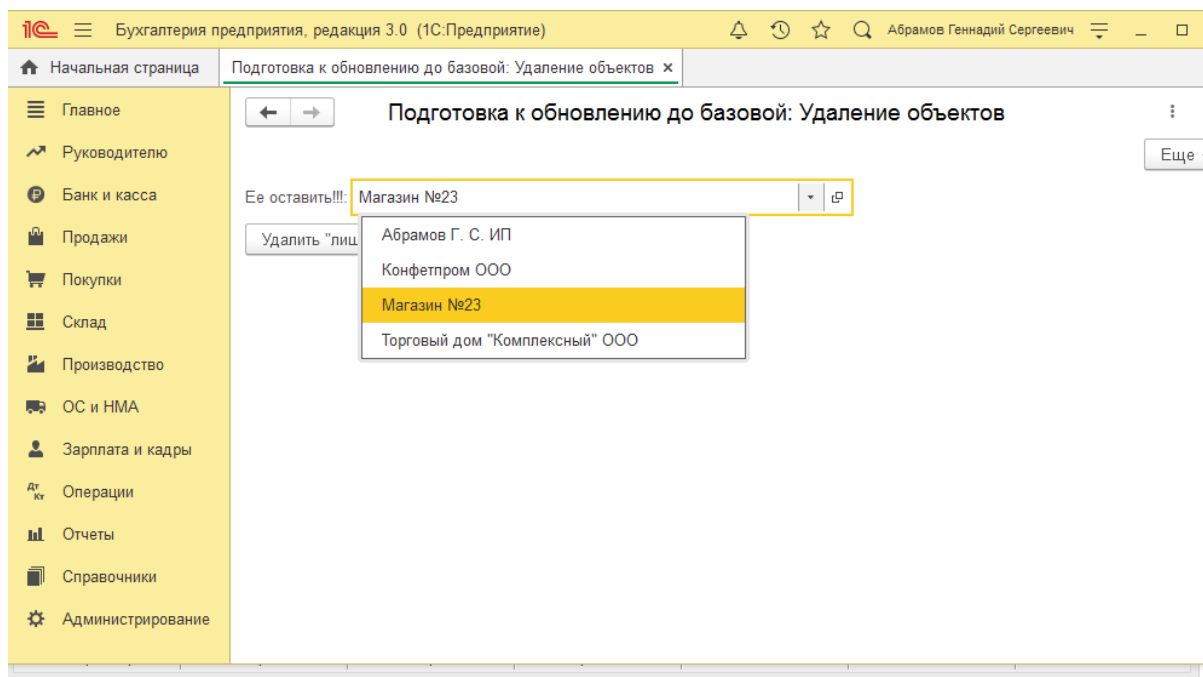 1С Бухгалтерия предприятия, редакция 3.0 (1С:Предприятие) Абрамов Геннадий Сергеевич
Начальная страница Подготовка к обновлению до базовой: Удаление объектов ×
Главное
Руководителю
Банк и касса
Продажи
Покупки
Склад
Производство
ОС и НМА
Зарплата и кадры
Дт Кт Операции
Отчеты
Справочники
Администрирование
Подготовка к обновлению до базовой: Удаление объектов
Еще
Ее оставить!!!: Магазин №23
Удалить "лиш
Абрамов Г. С. ИП
Конфетпром ООО
Магазин №23
Торговый дом "Комплексный" ООО